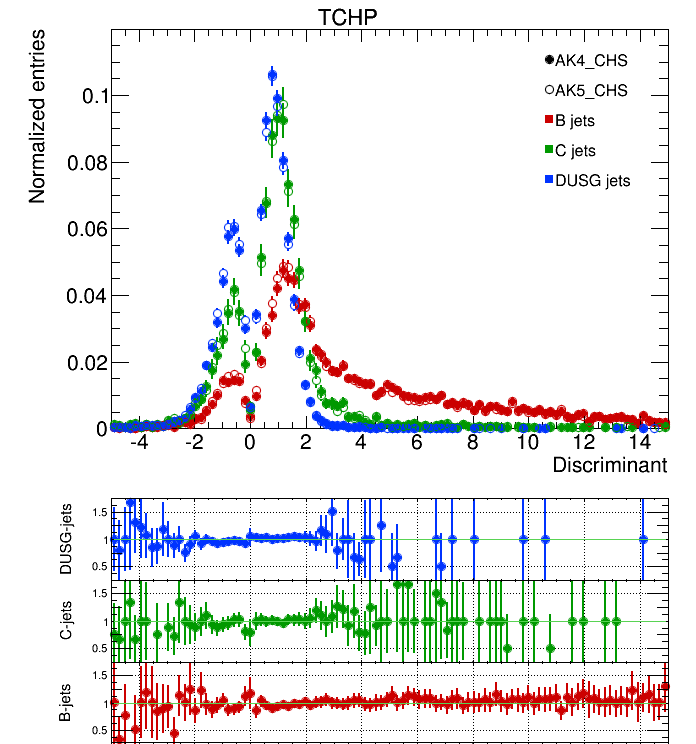 TCHP
Normalized entries
0.1
0.08
0.06
0.04
0.02
0
AK4_CHS
AK5_CHS
B jets
C jets
DUSG jets
-4 -2 0 2 4 6 8 10 12 14
Discriminant
DUSG-jets
1.5
1
0.5
C-jets
1.5
1
0.5
B-jets
1.5
1
0.5